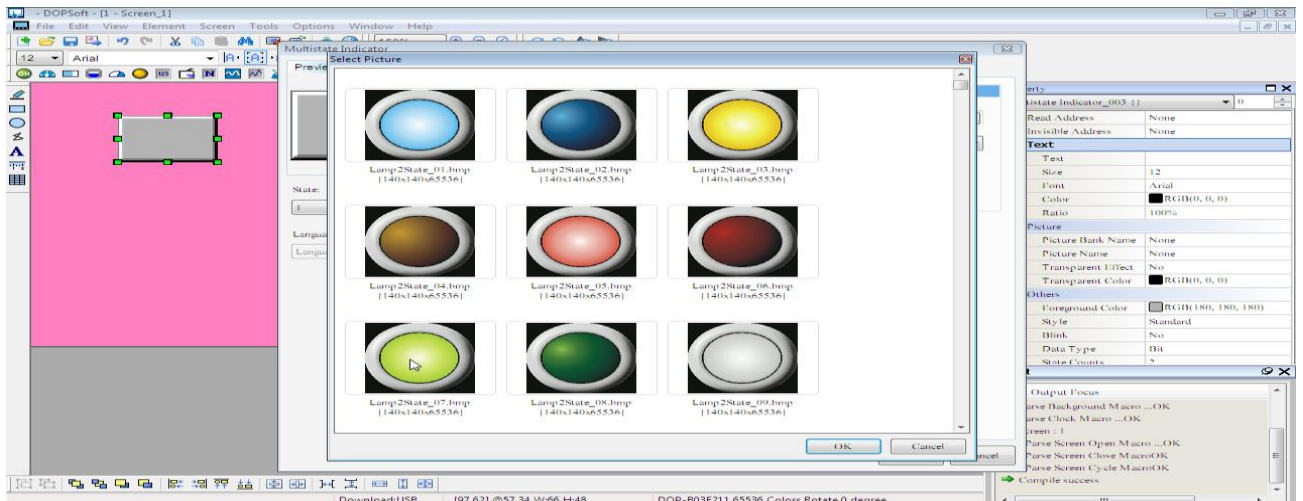 - DOPSoft - [1 - Screen_1]
File Edit View Element Screen Tools Options Window Help
12 Arial
Multistate Indicator
Select Picture
Previe
State:
1
Langua
Langua
Lamp2State_01.bmp
[140x140x65536]
Lamp2State_02.bmp
[140x140x65536]
Lamp2State_03.bmp
[140x140x65536]
Lamp2State_04.bmp
[140x140x65536]
Lamp2State_05.bmp
[140x140x65536]
Lamp2State_06.bmp
[140x140x65536]
Lamp2State_07.bmp
[140x140x65536]
Lamp2State_08.bmp
[140x140x65536]
Lamp2State_09.bmp
[140x140x65536]
OK Cancel
ncel
erty
tistate Indicator_003 {} 0
Read Address None
Invisible Address None
Text
Text
Size 12
Font Arial
Color RGB(0, 0, 0)
Ratio 100%
Picture
Picture Bank Name None
Picture Name None
Transparent Effect No
Transparent Color RGB(0, 0, 0)
Others
Foreground Color RGB(180, 180, 180)
Style Standard
Blink No
Data Type Bit
State Counts 2
Output Focus
arse Background Macro ...OK
arse Clock Macro ...OK
creen : 1
Parse Screen Open Macro ...OK
Parse Screen Close MacroOK
Parse Screen Cycle MacroOK
Compile success
Download:USB [97,62] @57,34 W:66 H:48 DOP-B03E211 65536 Colors Rotate 0 degree